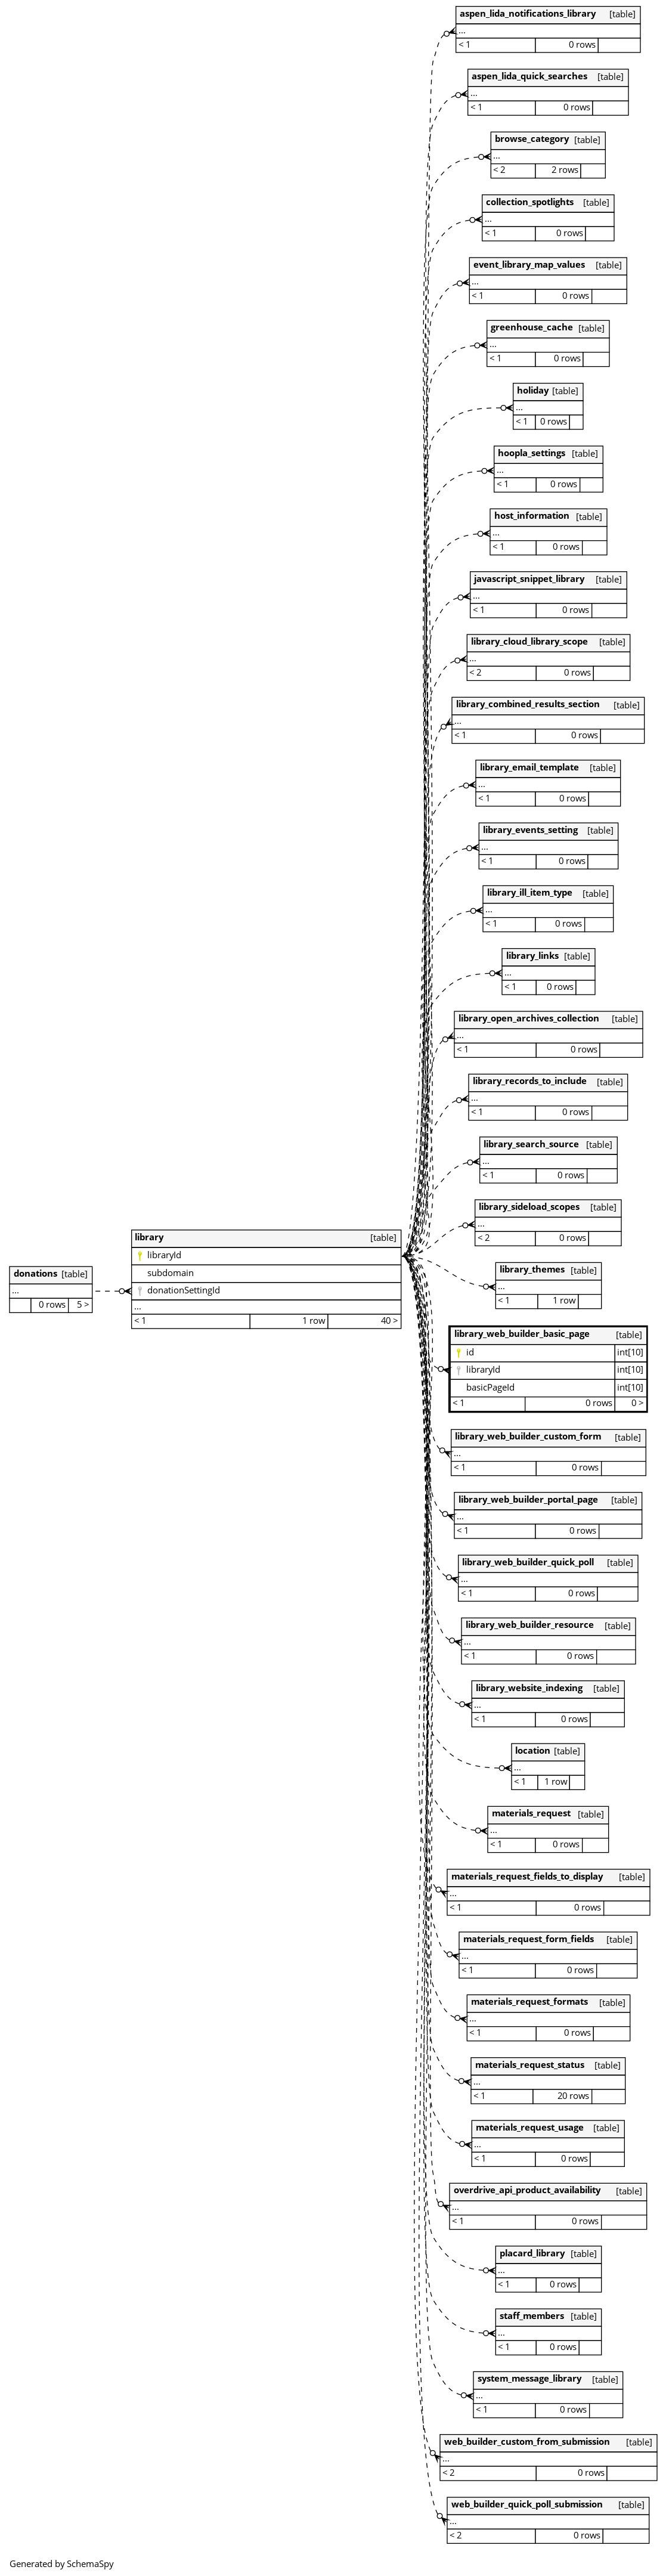 aspen_lida_notifications_library [table]
...
< 1 0 rows
aspen_lida_quick_searches [table]
...
< 1 0 rows
browse_category [table]
...
< 2 2 rows
collection_spotlights [table]
...
< 1 0 rows
event_library_map_values [table]
...
< 1 0 rows
greenhouse_cache [table]
...
< 1 0 rows
holiday [table]
...
< 1 0 rows
hoopla_settings [table]
...
< 1 0 rows
host_information [table]
...
< 1 0 rows
javascript_snippet_library [table]
...
< 1 0 rows
library_cloud_library_scope [table]
...
< 2 0 rows
library_combined_results_section [table]
...
< 1 0 rows
library_email_template [table]
...
< 1 0 rows
library_events_setting [table]
...
< 1 0 rows
library_ill_item_type [table]
...
< 1 0 rows
library_links [table]
...
< 1 0 rows
library_open_archives_collection [table]
...
< 1 0 rows
library_records_to_include [table]
...
< 1 0 rows
library_search_source [table]
...
< 1 0 rows
library_sideload_scopes [table]
...
< 2 0 rows
library_themes [table]
...
< 1 1 row
donations [table]
...
0 rows 5 >
library [table]
libraryId
subdomain
donationSettingId
...
< 1 1 row 40 >
library_web_builder_basic_page [table]
id int[10]
libraryId int[10]
basicPageId int[10]
< 1 0 rows 0 >
library_web_builder_custom_form [table]
...
< 1 0 rows
library_web_builder_portal_page [table]
...
< 1 0 rows
library_web_builder_quick_poll [table]
...
< 1 0 rows
library_web_builder_resource [table]
...
< 1 0 rows
library_website_indexing [table]
...
< 1 0 rows
location [table]
...
< 1 1 row
materials_request [table]
...
< 1 0 rows
materials_request_fields_to_display [table]
...
< 1 0 rows
materials_request_form_fields [table]
...
< 1 0 rows
materials_request_formats [table]
...
< 1 0 rows
materials_request_status [table]
...
< 1 20 rows
materials_request_usage [table]
...
< 1 0 rows
overdrive_api_product_availability [table]
...
< 1 0 rows
placard_library [table]
...
< 1 0 rows
staff_members [table]
...
< 1 0 rows
system_message_library [table]
...
< 1 0 rows
web_builder_custom_from_submission [table]
...
< 2 0 rows
web_builder_quick_poll_submission [table]
...
< 2 0 rows
Generated by SchemaSpy